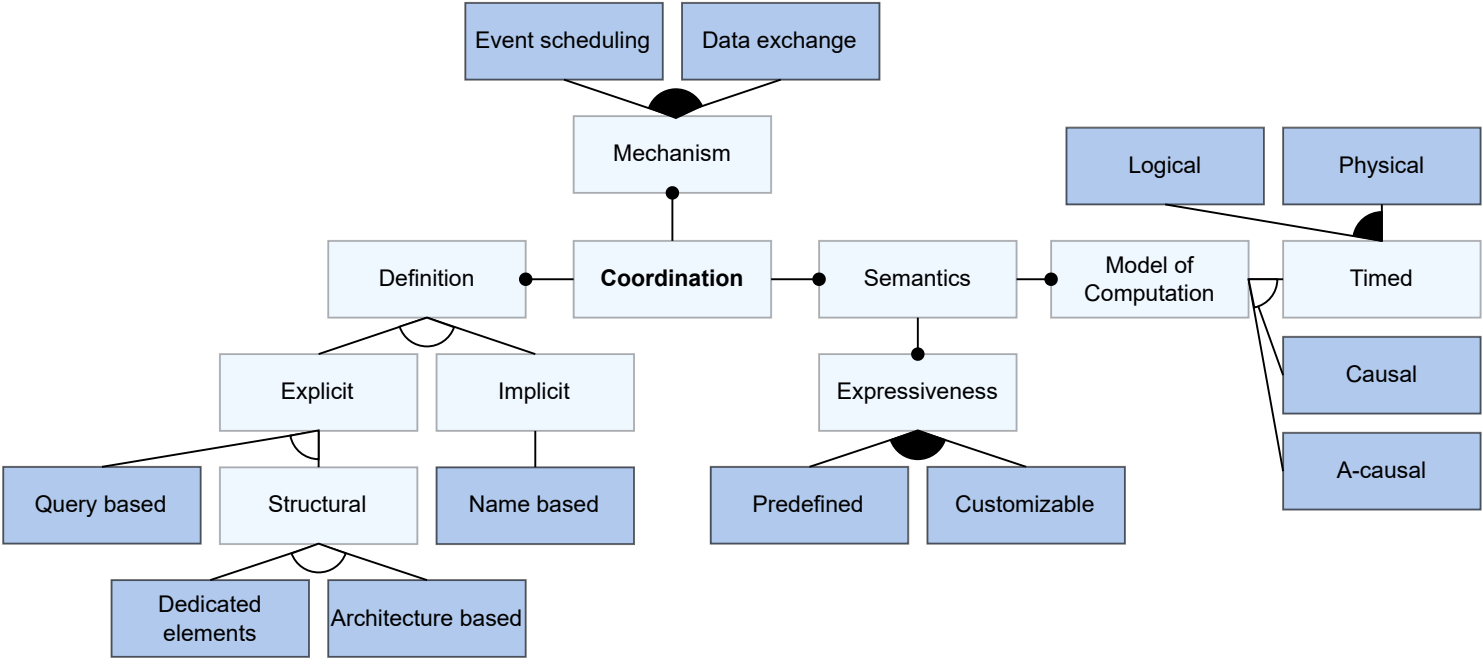 Event scheduling
Data exchange
Mechanism
Logical
Physical
Definition
Coordination
Semantics
Model of
Computation
Timed
Explicit
Implicit
Expressiveness
Causal
Query based
Structural
Name based
Predefined
Customizable
A-causal
Dedicated
elements
Architecture based